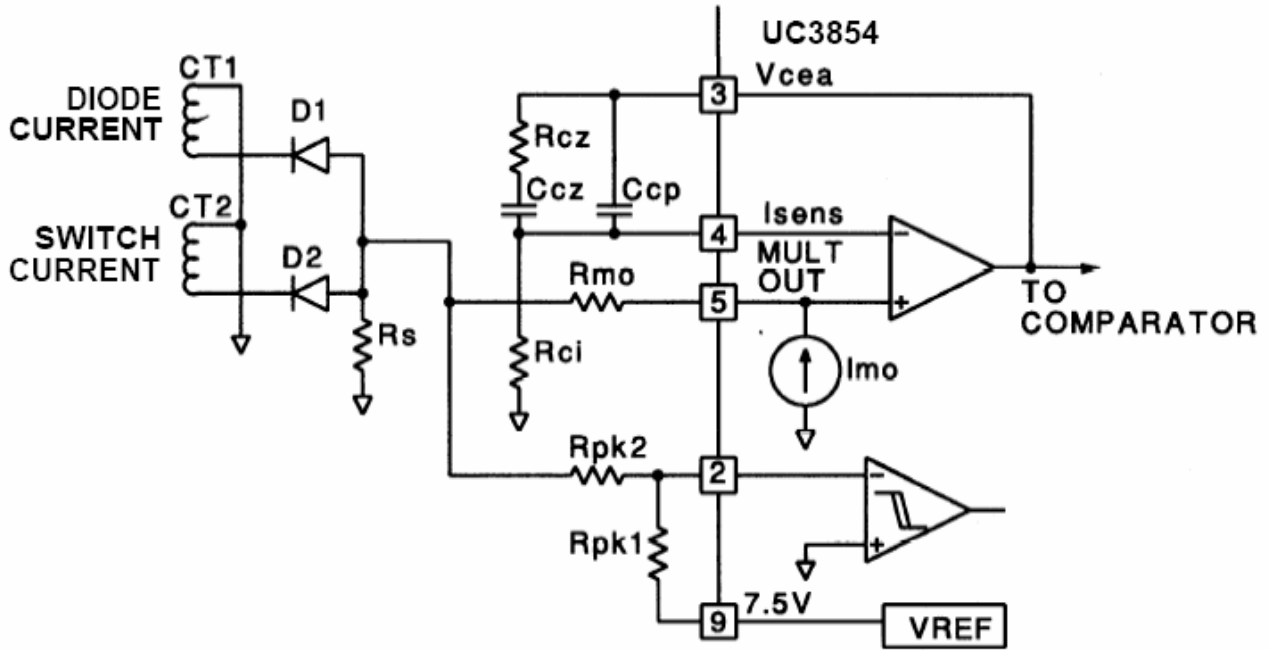 UC3854
CT1
DIODE
CURRENT
D1
Rcz
Ccz
Ccp
3
Vcea
CT2
SWITCH
CURRENT
D2
4
Isens
MULT
OUT
-
+
Rmo
5
TO
COMPARATOR
Rs
Rci
Imo
Rpk2
2
-
+
Rpk1
9
7.5V
VREF